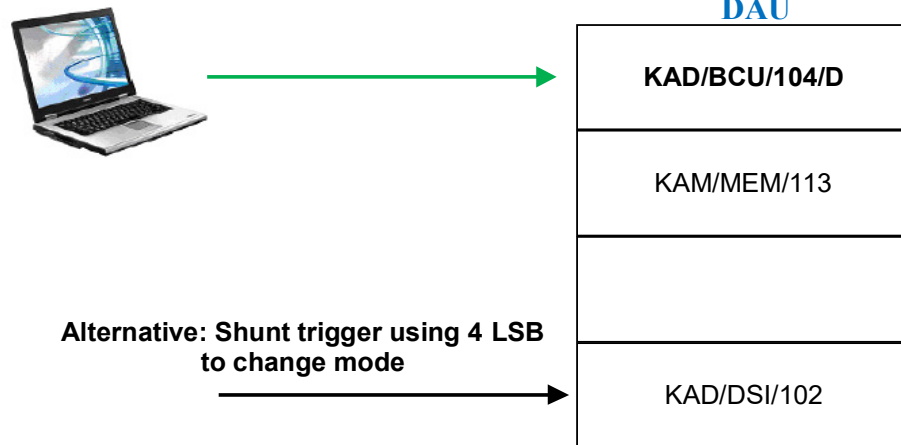 DAU
KAD/BCU/104/D
KAM/MEM/113
Alternative: Shunt trigger using 4 LSB
to change mode
KAD/DSI/102